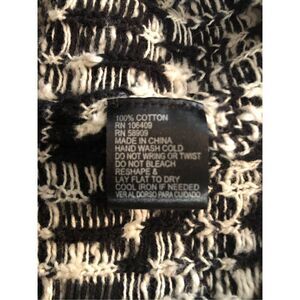 100% COTTON
RN 106409
RN 58909
MADE IN CHINA
HAND WASH COLD
DO NOT WRING OR TWIST
DO NOT BLEACH
RESHAPE &
LAY FLAT TO DRY
COOL IRON IF NEEDED
VER AL DORSO PARA CUIDADO